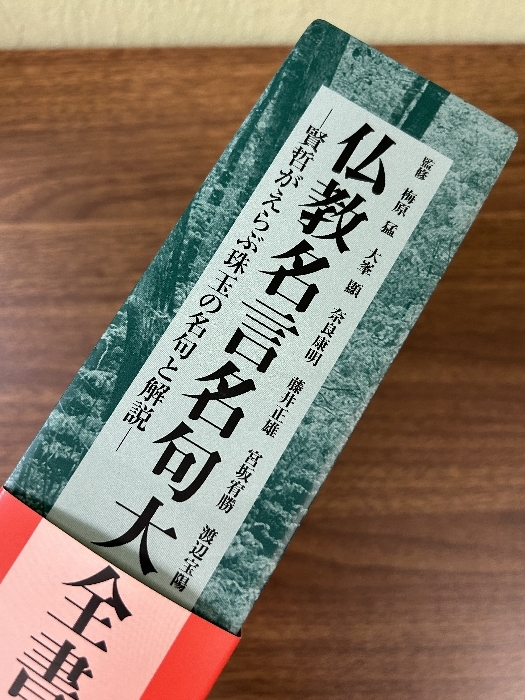 監修 梅原 猛 大峯 顯 奈良康明 藤井正雄 宮坂宥勝 渡辺宝陽
仏教名言名句大
全書
―賢哲がえらぶ珠玉の名句と解説―